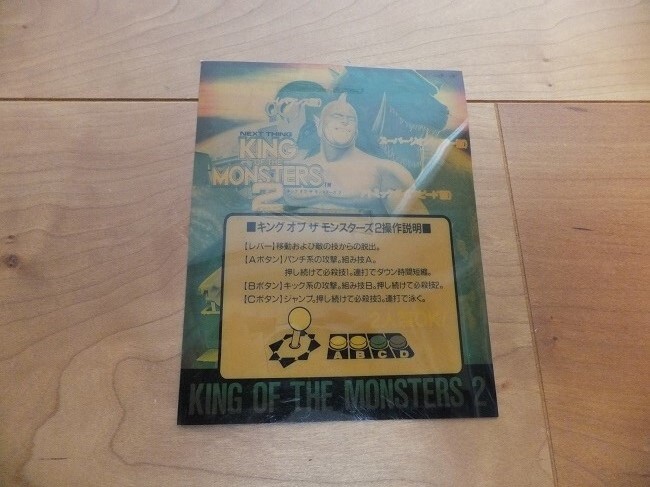 NEXT THING
KING
OF THE
MONSTERS
TM
2
■キング オブ ザ モンスターズ2操作説明■
【レバー】移動および敵の技からの脱出。
【Aボタン】パンチ系の攻撃。組み技A。
押し続けて必殺技1。連打でダウン時間短縮。
【Bボタン】キック系の攻撃。組み技B。押し続けて必殺技2。
【Cボタン】ジャンプ。押し続けて必殺技3。連打で泳ぐ。
A B C D
KING OF THE MONSTERS 2